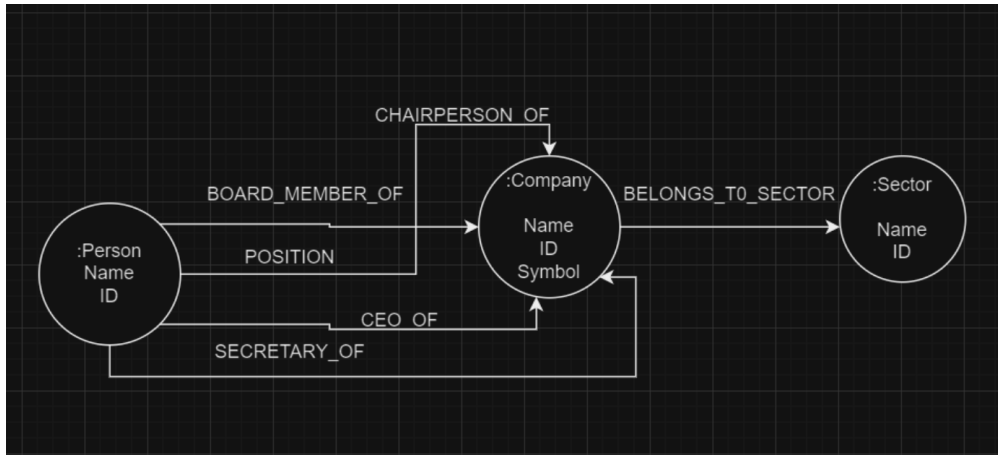 CHAIRPERSON_OF
:Company
Name
ID
Symbol
BOARD_MEMBER_OF
BELONGS_T0_SECTOR
:Sector
Name
ID
:Person
Name
ID
POSITION
CEO_OF
SECRETARY_OF